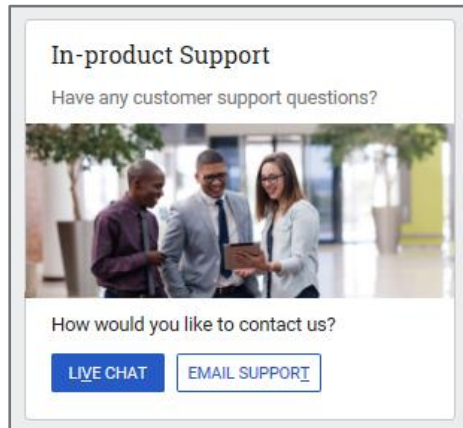 In-product Support
Have any customer support questions?
How would you like to contact us?
LIVE CHAT
EMAIL SUPPORT